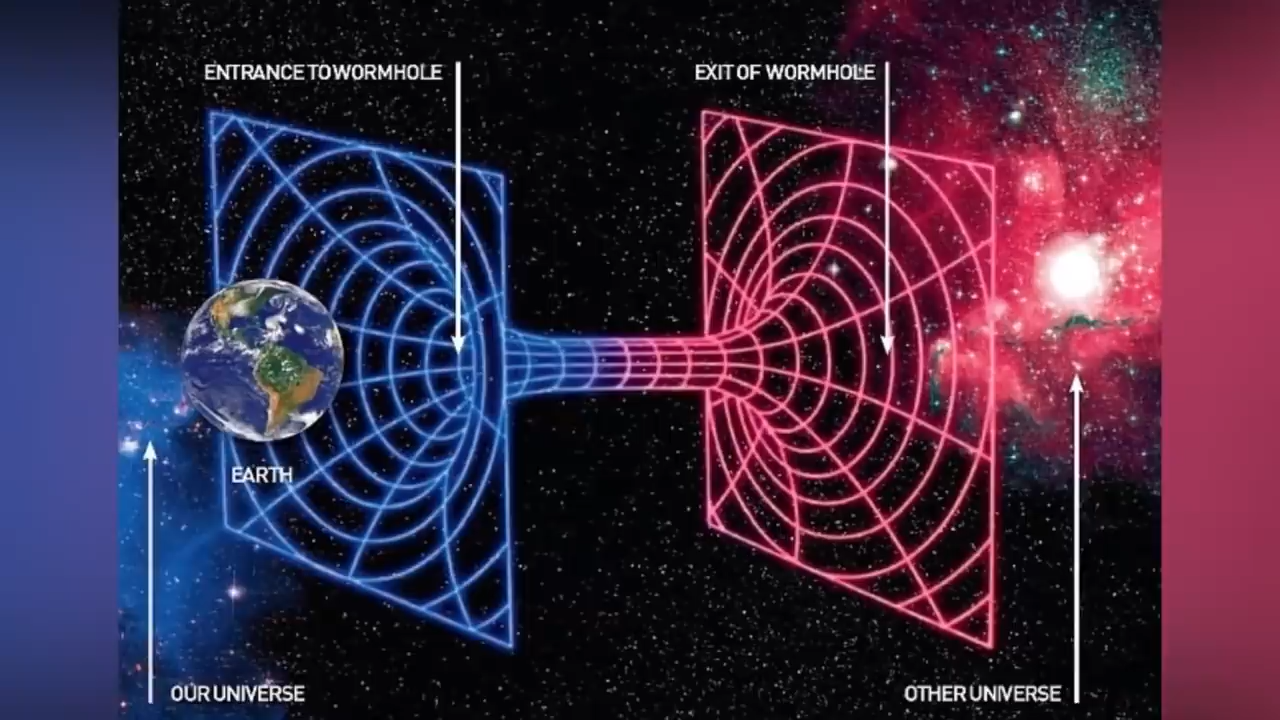 ENTRANCE TO WORMHOLE
EXIT OF WORMHOLE
EARTH
OUR UNIVERSE
OTHER UNIVERSE